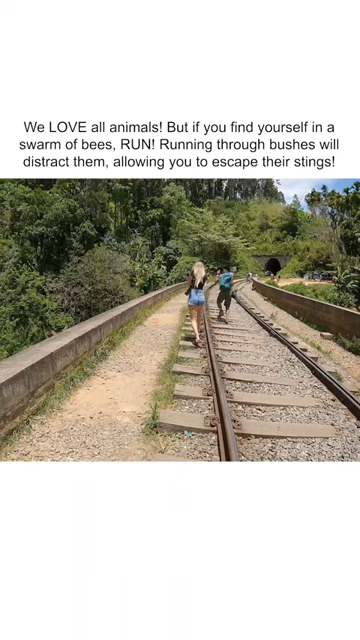 We LOVE all animals! But if you find yourself in a
swarm of bees, RUN! Running through bushes will
distract them, allowing you to escape their stings!